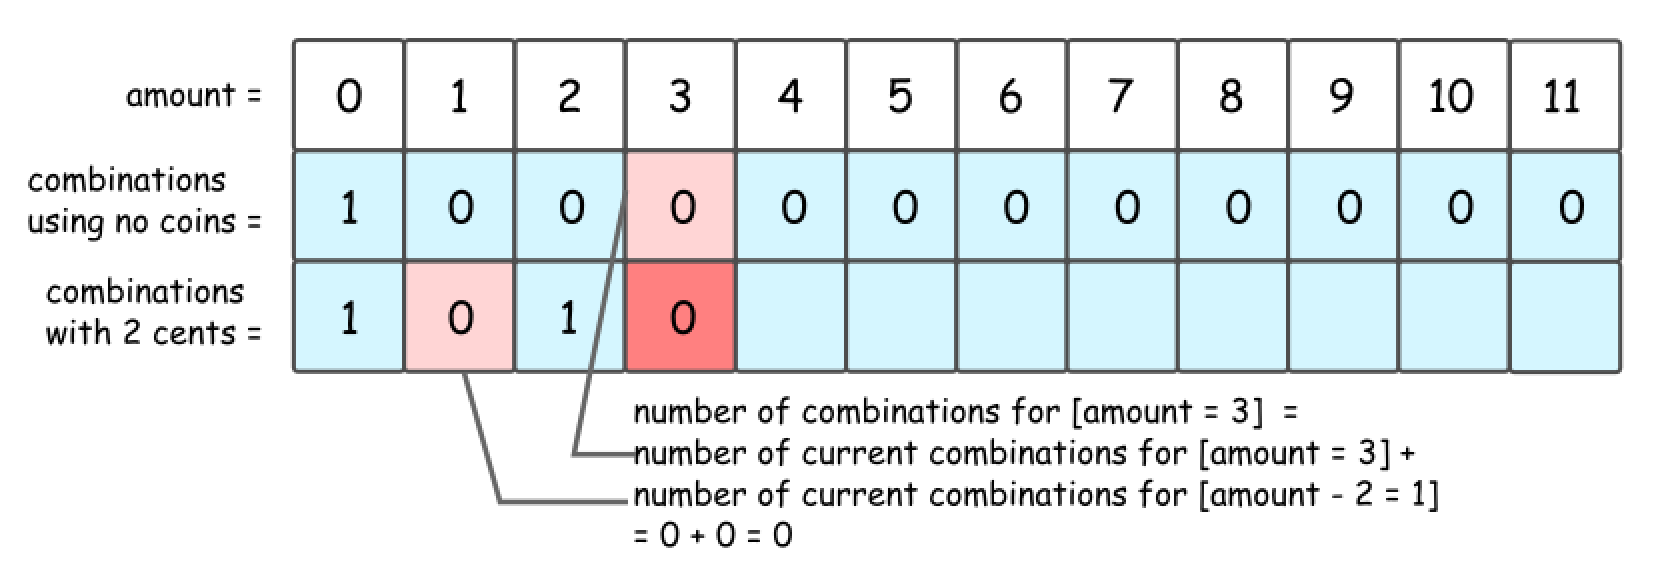 amount = 0 1 2 3 4 5 6 7 8 9 10 11
combinations
using no coins = 1 0 0 0 0 0 0 0 0 0 0 0
combinations
with 2 cents = 1 0 1 0
number of combinations for [amount = 3] =
number of current combinations for [amount = 3] +
number of current combinations for [amount - 2 = 1]
= 0 + 0 = 0